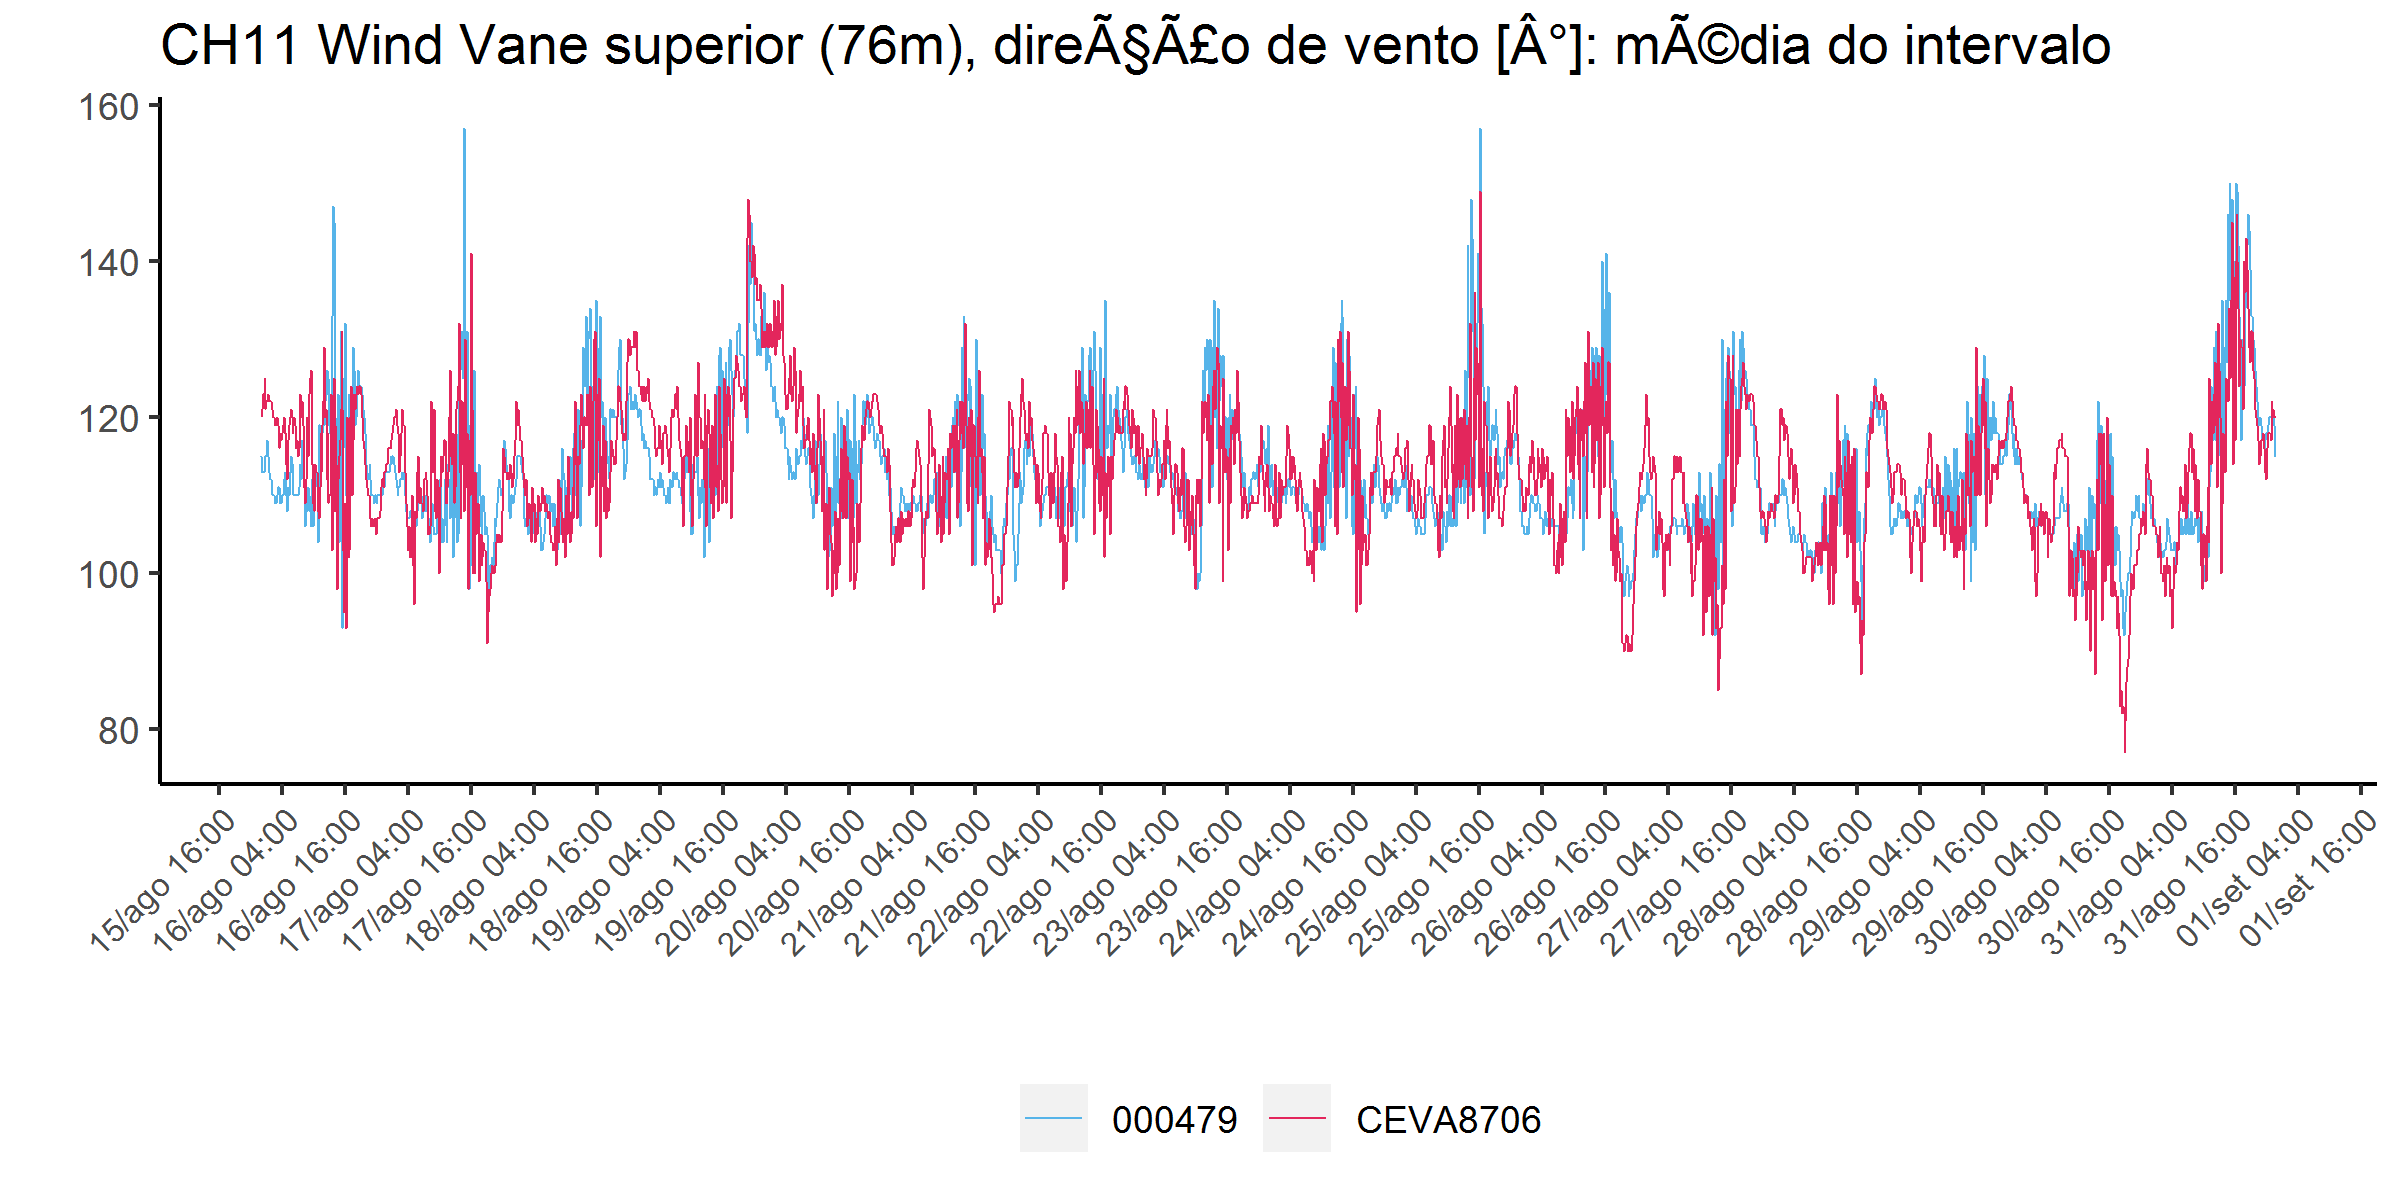 CH11 Wind Vane superior (76m), direÃ§Ã£o de vento [Â°]: mÃ©dia do intervalo
160
140
120
100
80
15/ago 16:00
16/ago 04:00
16/ago 16:00
17/ago 04:00
17/ago 16:00
18/ago 04:00
18/ago 16:00
19/ago 04:00
19/ago 16:00
20/ago 04:00
20/ago 16:00
21/ago 04:00
21/ago 16:00
22/ago 04:00
22/ago 16:00
23/ago 04:00
23/ago 16:00
24/ago 04:00
24/ago 16:00
25/ago 04:00
25/ago 16:00
26/ago 04:00
26/ago 16:00
27/ago 04:00
27/ago 16:00
28/ago 04:00
28/ago 16:00
29/ago 04:00
29/ago 16:00
30/ago 04:00
30/ago 16:00
31/ago 04:00
31/ago 16:00
01/set 04:00
01/set 16:00
000479
CEVA8706